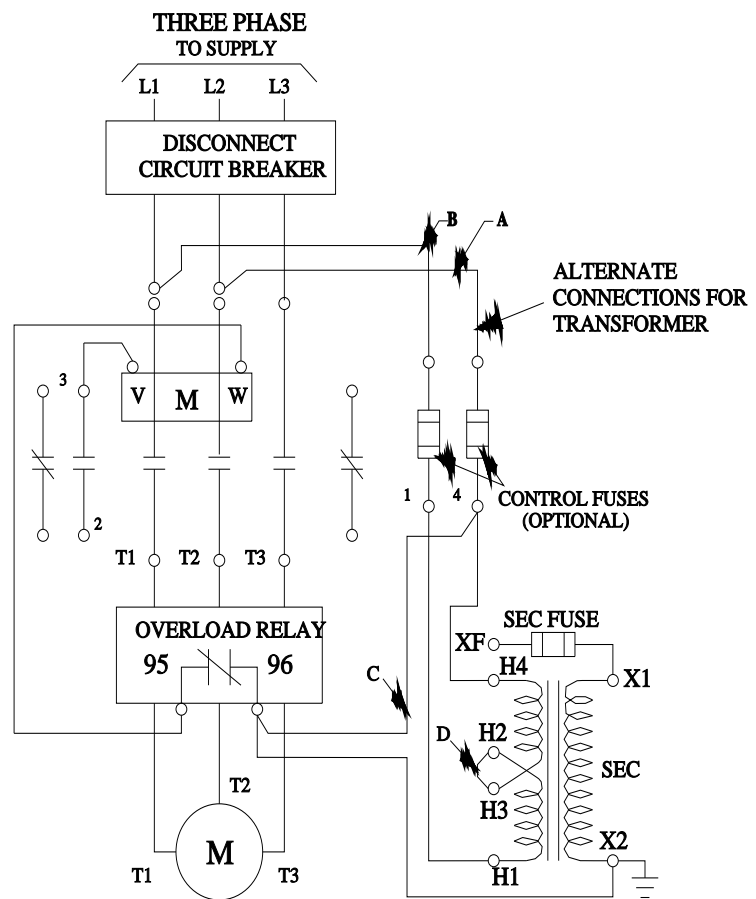 THREE PHASE
TO SUPPLY
L1 L2 L3
DISCONNECT
CIRCUIT BREAKER
B A
ALTERNATE
CONNECTIONS FOR
TRANSFORMER
3
V M W
1 4
CONTROL FUSES
(OPTIONAL)
2
T1 T2 T3
OVERLOAD RELAY
95 96
SEC FUSE
XF
H4
X1
C
D
H2
H3
SEC
T2
M
T1 T3
X2
H1